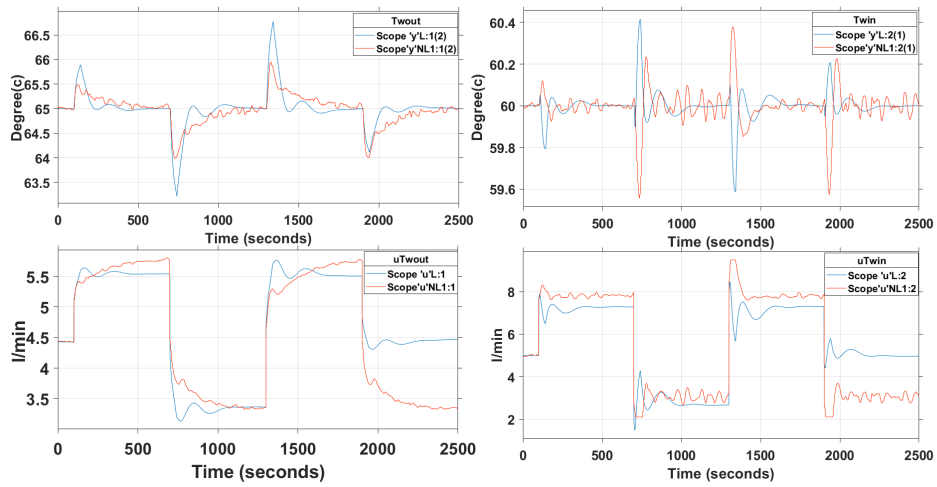 Twout
Scope 'y'L:1(2)
Scope'y'NL1:1(2)
Degree(c)
66.5
66
65.5
65
64.5
64
63.5
0
500
1000
1500
2000
2500
Time (seconds)
Twin
Scope 'y'L:2(1)
Scope'y'NL1:2(1)
Degree(c)
60.4
60.2
60
59.8
59.6
0
500
1000
1500
2000
2500
Time (seconds)
uTwout
Scope 'u'L:1
Scope'u'NL1:1
l/min
5.5
4.5
3.5
0
500
1000
1500
2000
2500
Time (seconds)
uTwin
Scope 'u'L:2
Scope'u'NL1:2
l/min
8
6
4
2
0
500
1000
1500
2000
2500
Time (seconds)